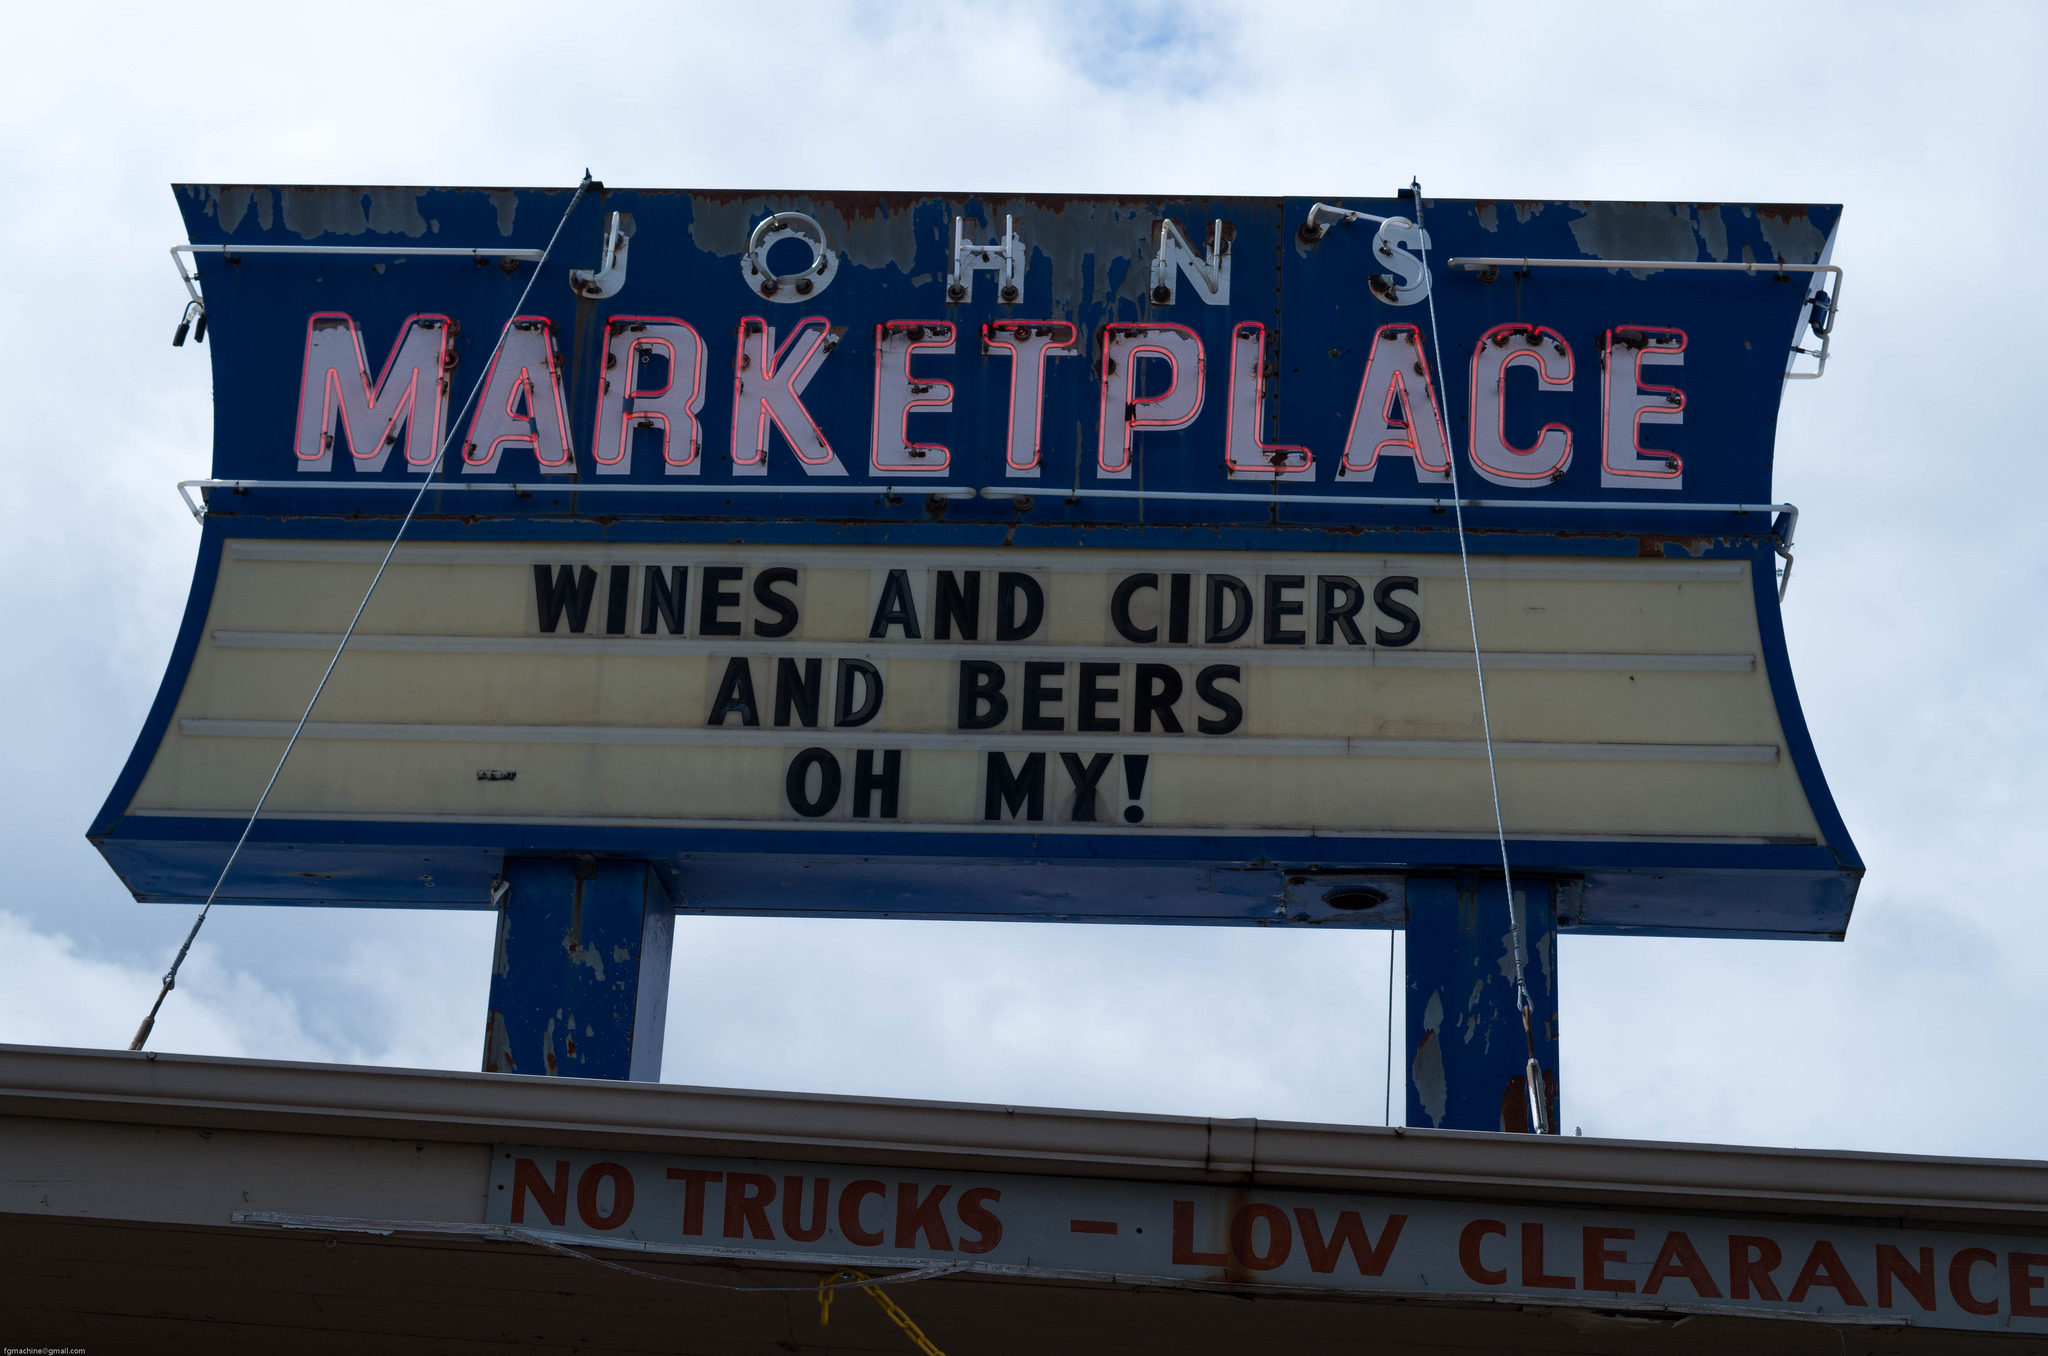 JOHN'S
MARKETPLACE
WINES AND CIDERS
AND BEERS
OH MY!
NO TRUCKS - LOW CLEARANCE
fgmachine@gmail.com